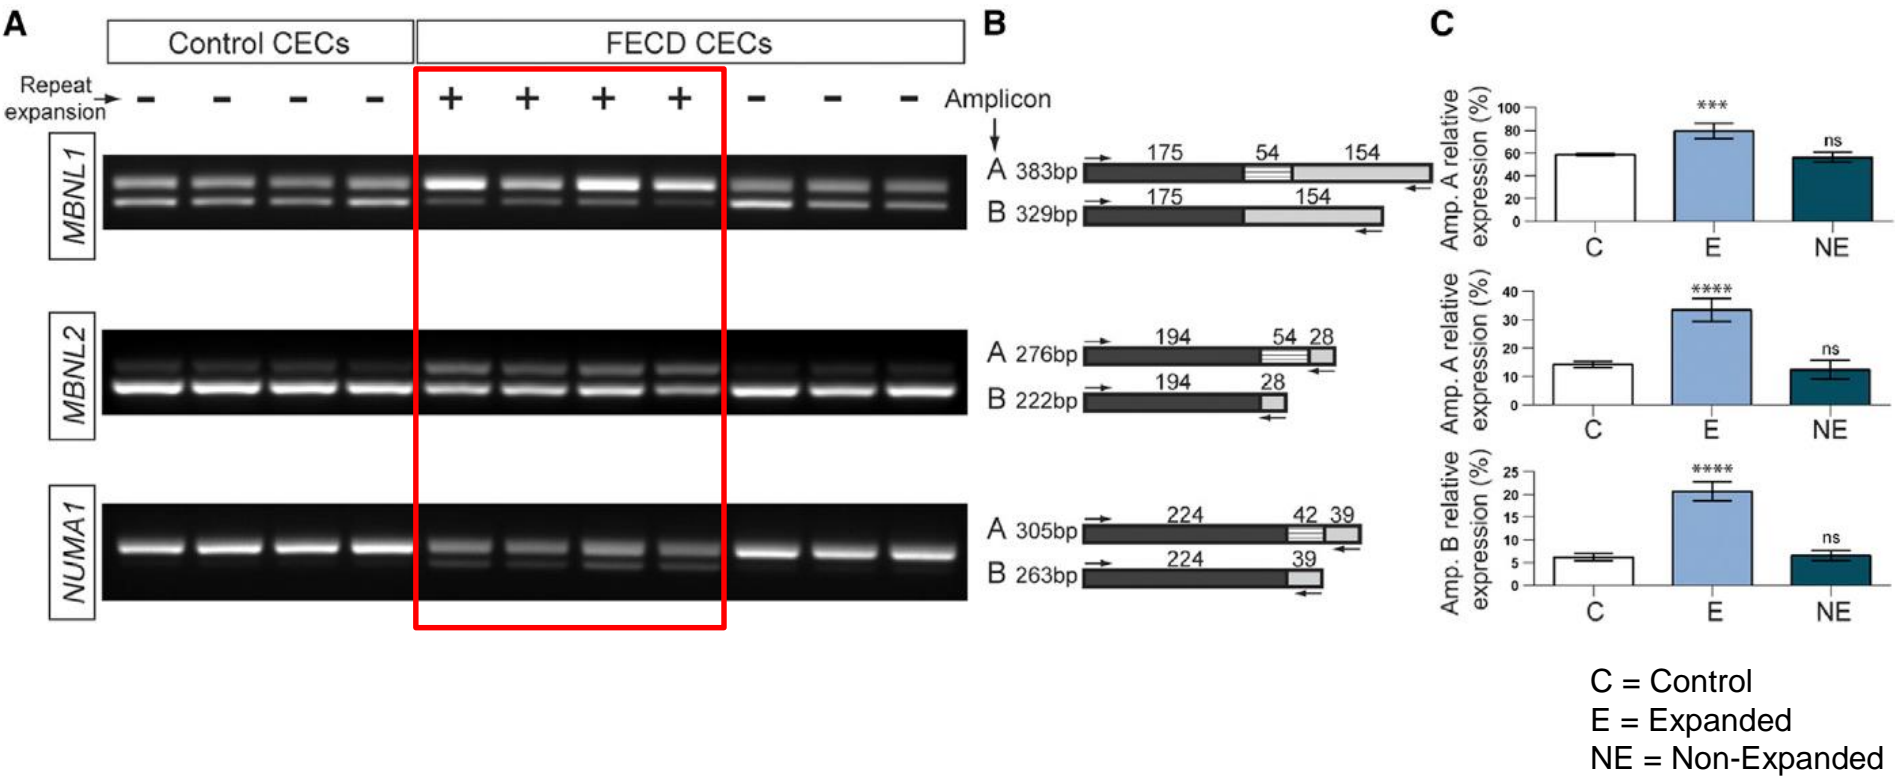 A
Control CECs
FECD CECs
Repeat
expansion
- - - - + + + + - - -
MBNL1
MBNL2
NUMA1
B
Amplicon
175 54 154
A 383bp
175 154
B 329bp
194 54 28
A 276bp
194 28
B 222bp
224 42 39
A 305bp
224 39
B 263bp
C
Amp. A relative
expression (%)
100
80
60
40
20
0
***
ns
C E NE
Amp. A relative
expression (%)
40
30
20
10
0
****
ns
C E NE
Amp. B relative
expression (%)
25
20
15
10
5
0
****
ns
C E NE
C = Control
E = Expanded
NE = Non-Expanded